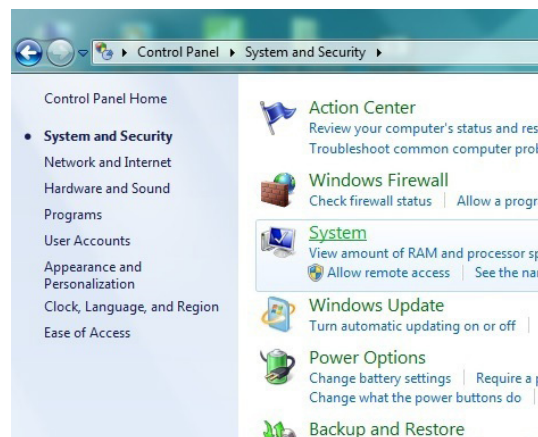 Control Panel System and Security
Control Panel Home
System and Security
Network and Internet
Hardware and Sound
Programs
User Accounts
Appearance and
Personalization
Clock, Language, and Region
Ease of Access
Action Center
Review your computer's status and
Troubleshoot common computer
Windows Firewall
Check firewall status Allow a
System
View amount of RAM and processor
Allow remote access See the
Windows Update
Turn automatic updating on or off
Power Options
Change battery settings Require a
Change what the power buttons do
Backup and Restore